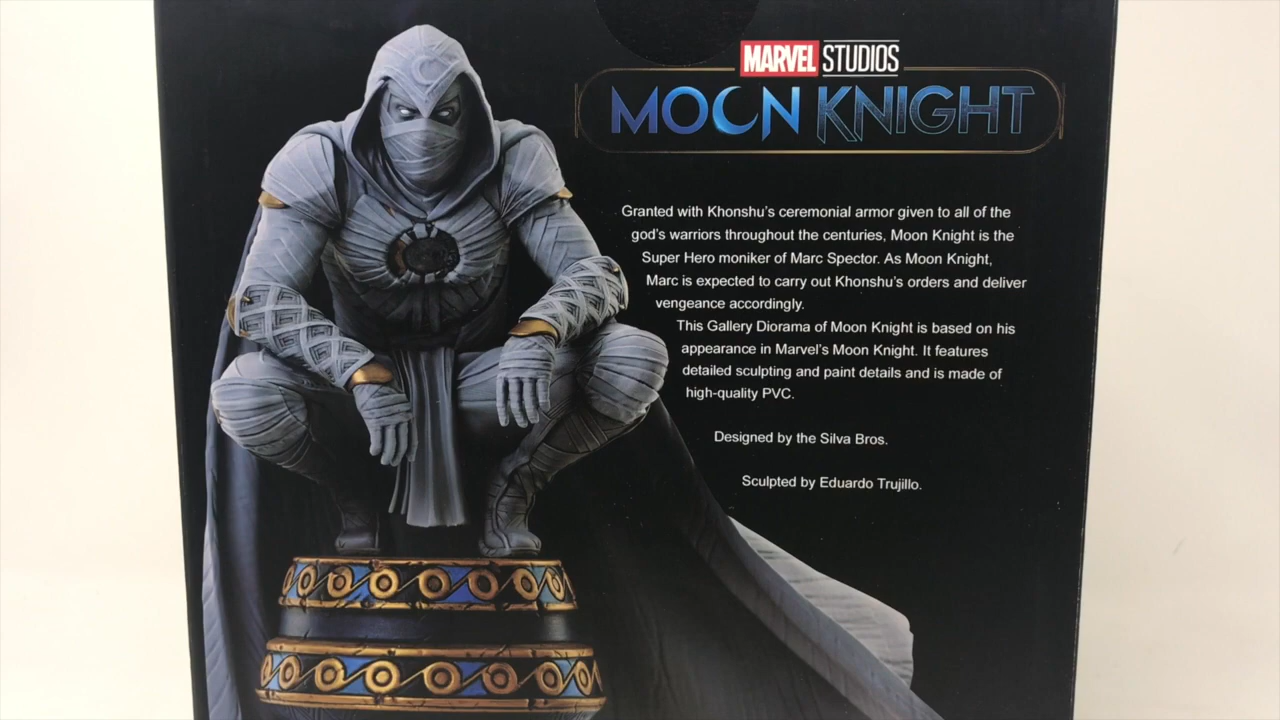 MARVEL STUDIOS
MOON KNIGHT
Granted with Khonshu's ceremonial armor given to all of the
god's warriors throughout the centuries, Moon Knight is the
Super Hero moniker of Marc Spector. As Moon Knight,
Marc is expected to carry out Khonshu's orders and deliver
vengeance accordingly.
This Gallery Diorama of Moon Knight is based on his
appearance in Marvel's Moon Knight. It features
detailed sculpting and paint details and is made of
high-quality PVC.
Designed by the Silva Bros.
Sculpted by Eduardo Trujillo.